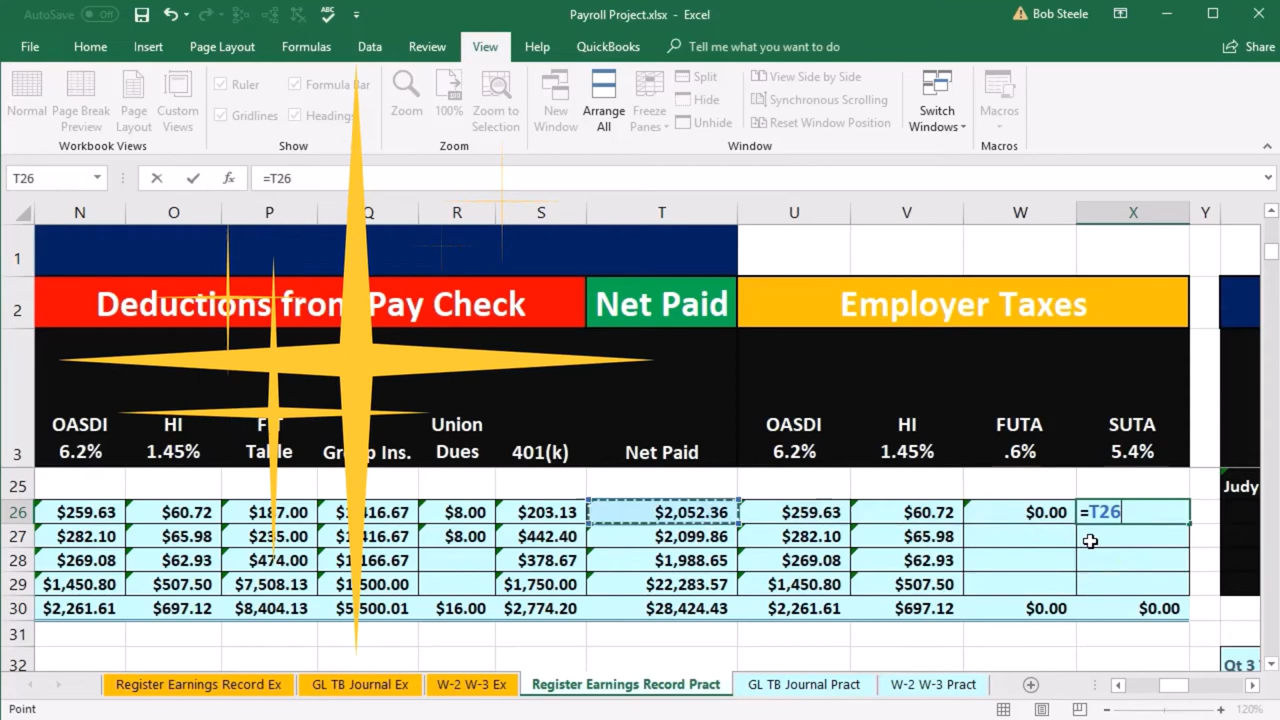 AutoSave Off
Payroll Project.xlsx - Excel
Bob Steele
File Home Insert Page Layout Formulas Data Review View Help QuickBooks Tell me what you want to do Share
Normal Page Break Preview Page Layout Custom Views
Workbook Views
Ruler Formula Bar
Gridlines Headings
Show
Zoom 100% Zoom to Selection
Zoom
New Window Arrange All Freeze Panes
Split
Hide
Unhide
View Side by Side
Synchronous Scrolling
Reset Window Position
Switch Windows
Window
Macros
Macros
T26 fx =T26
N O P Q R S T U V W X Y
1
2 Deductions from Pay Check Net Paid Employer Taxes
OASDI HI FIT Union OASDI HI FUTA SUTA
3 6.2% 1.45% Table Group Ins. Dues 401(k) Net Paid 6.2% 1.45% .6% 5.4%
25 Judy
26 $259.63 $60.72 $187.00 $8.00 $203.13 $2,052.36 $259.63 $60.72 $0.00 =T26
27 $282.10 $65.98 $235.00 $8.00 $442.40 $2,099.86 $282.10 $65.98
28 $269.08 $62.93 $474.00 $378.67 $1,988.65 $269.08 $62.93
29 $1,450.80 $507.50 $7,508.13 $1,750.00 $22,283.57 $1,450.80 $507.50
30 $2,261.61 $697.12 $8,404.13 $5,500.01 $16.00 $2,774.20 $28,424.43 $2,261.61 $697.12 $0.00 $0.00
31
32 Qt 3
Register Earnings Record Ex GL TB Journal Ex W-2 W-3 Ex Register Earnings Record Pract GL TB Journal Pract W-2 W-3 Pract
Point 120%